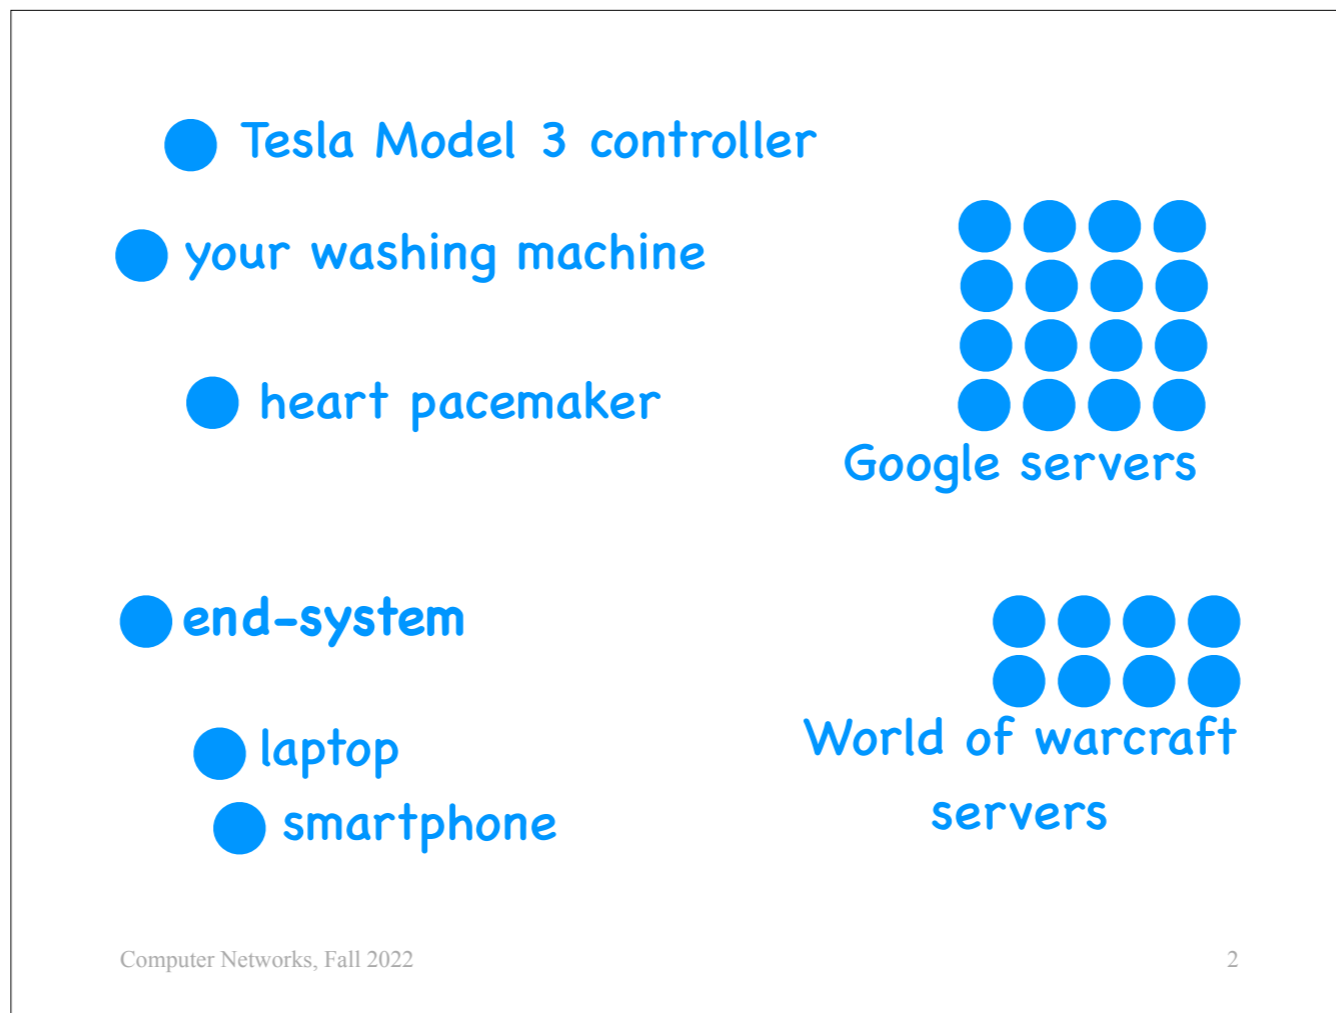 Tesla Model 3 controller
your washing machine
heart pacemaker
Google servers
end-system
laptop
smartphone
World of warcraft
servers
Computer Networks, Fall 2022
2